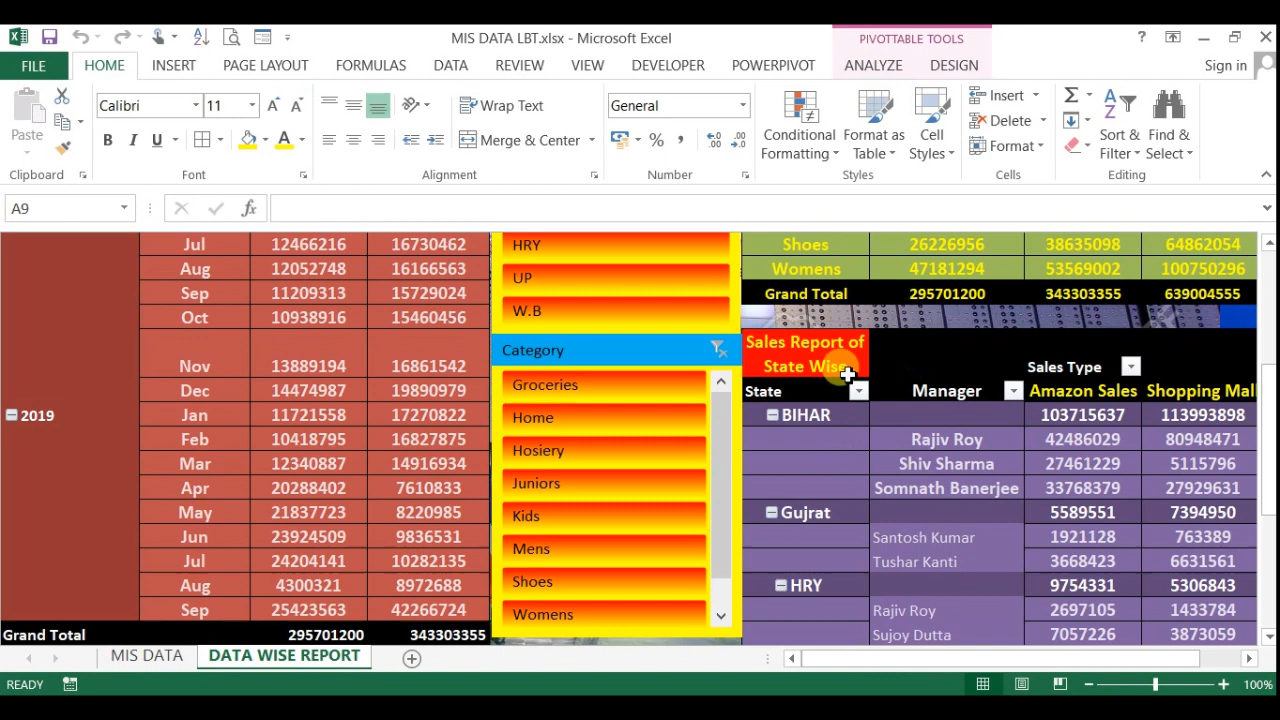 MIS DATA LBT.xlsx - Microsoft Excel
PIVOTTABLE TOOLS
?
FILE HOME INSERT PAGE LAYOUT FORMULAS DATA REVIEW VIEW DEVELOPER POWERPIVOT ANALYZE DESIGN Sign in
Paste
Clipboard
Calibri 11
B I U
Font
Wrap Text
Merge & Center
Alignment
General
%
Number
Conditional Formatting
Format as Table
Cell Styles
Styles
Insert
Delete
Format
Cells
Sort & Filter
Find & Select
Editing
A9
fx
Jul 12466216 16730462
Aug 12052748 16166563
Sep 11209313 15729024
Oct 10938916 15460456
Nov 13889194 16861542
Dec 14474987 19890979
2019 Jan 11721558 17270822
Feb 10418795 16827875
Mar 12340887 14916934
Apr 20288402 7610833
May 21837723 8220985
Jun 23924509 9836531
Jul 24204141 10282135
Aug 4300321 8972688
Sep 25423563 42266724
Grand Total 295701200 343303355
HRY
UP
W.B
Category
Groceries
Home
Hosiery
Juniors
Kids
Mens
Shoes
Womens
Shoes 26226956 38635098 64862054
Womens 47181294 53569002 100750296
Grand Total 295701200 343303355 639004555
Sales Report of
State Wise
Sales Type
State Manager Amazon Sales Shopping Mall
BIHAR 103715637 113993898
Rajiv Roy 42486029 80948471
Shiv Sharma 27461229 5115796
Somnath Banerjee 33768379 27929631
Gujrat 5589551 7394950
Santosh Kumar 1921128 763389
Tushar Kanti 3668423 6631561
HRY 9754331 5306843
Rajiv Roy 2697105 1433784
Sujoy Dutta 7057226 3873059
MIS DATA DATA WISE REPORT
READY
100%